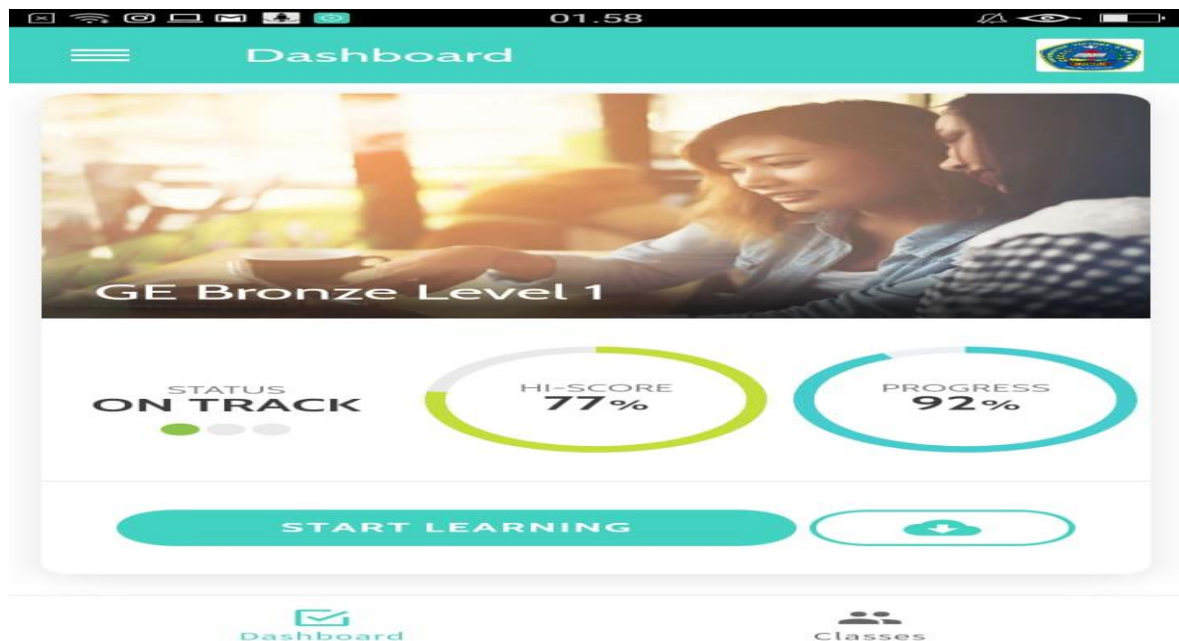 01.58
Dashboard
GE Bronze Level 1
STATUS
ON TRACK
HI-SCORE
77%
PROGRESS
92%
START LEARNING
Dashboard
Classes